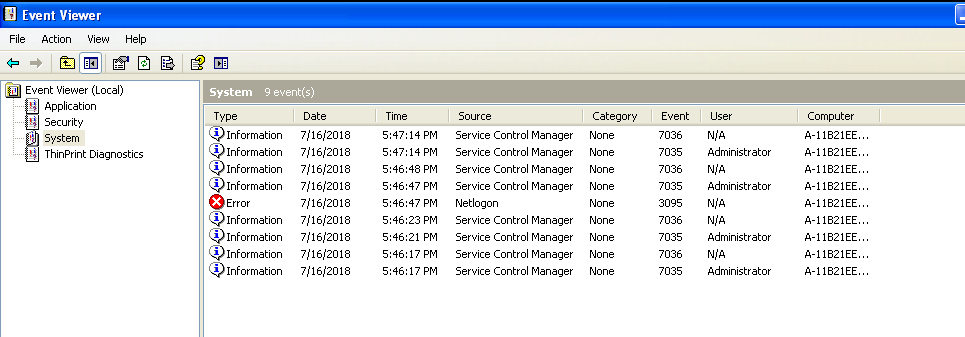 Event Viewer
File Action View Help
Event Viewer (Local)
Application
Security
System
ThinPrint Diagnostics
System 9 event(s)
Type Date Time Source Category Event User Computer
Information 7/16/2018 5:47:14 PM Service Control Manager None 7036 N/A A-11B21EE...
Information 7/16/2018 5:47:14 PM Service Control Manager None 7035 Administrator A-11B21EE...
Information 7/16/2018 5:46:48 PM Service Control Manager None 7036 N/A A-11B21EE...
Information 7/16/2018 5:46:47 PM Service Control Manager None 7035 Administrator A-11B21EE...
Error 7/16/2018 5:46:47 PM Netlogon None 3095 N/A A-11B21EE...
Information 7/16/2018 5:46:23 PM Service Control Manager None 7036 N/A A-11B21EE...
Information 7/16/2018 5:46:21 PM Service Control Manager None 7035 Administrator A-11B21EE...
Information 7/16/2018 5:46:17 PM Service Control Manager None 7036 N/A A-11B21EE...
Information 7/16/2018 5:46:17 PM Service Control Manager None 7035 Administrator A-11B21EE...